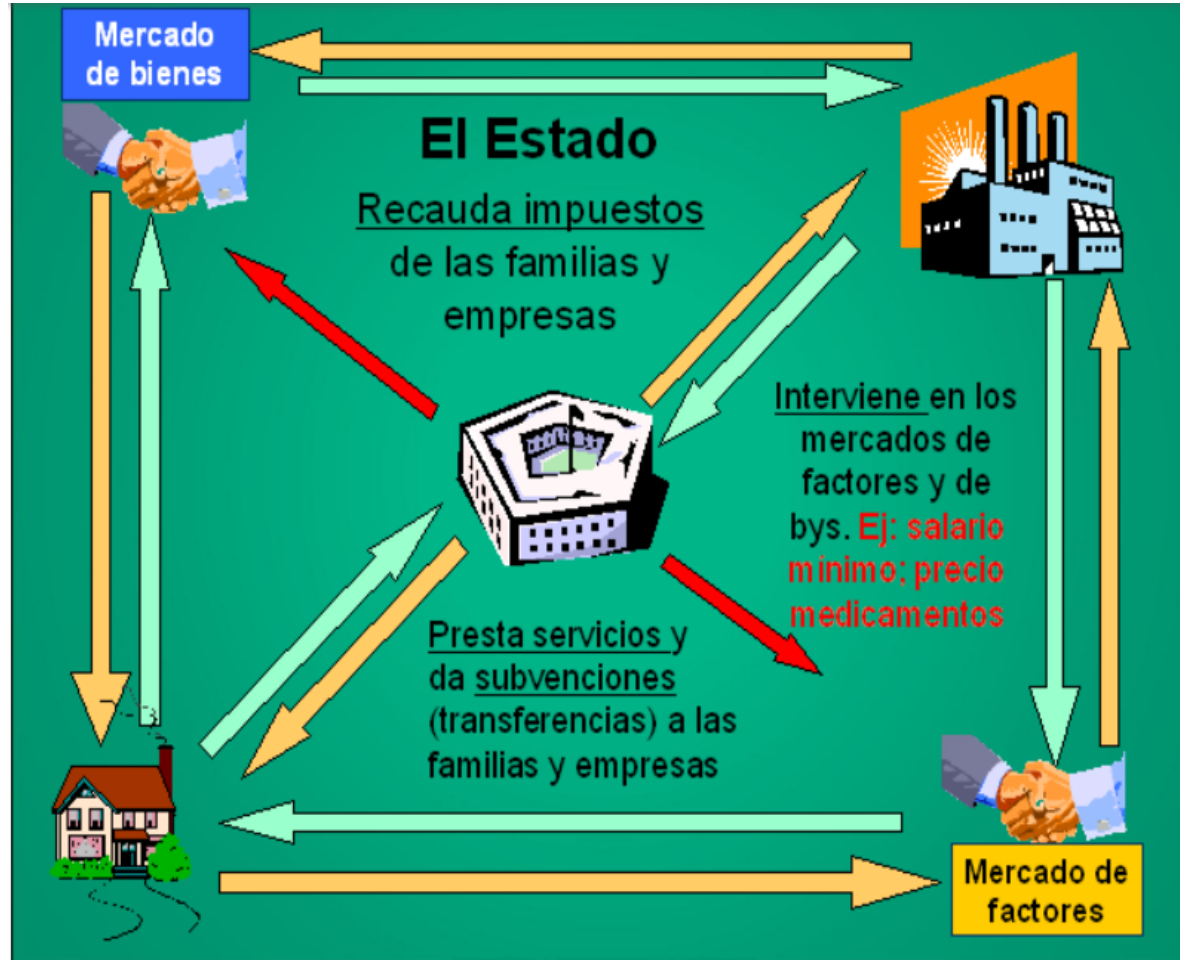 Mercado
de bienes
El Estado
Recauda impuestos
de las familias y
empresas
Interviene en los
mercados de
factores y de
bys. Ej: salario
mínimo; precio
medicamentos
Presta servicios y
da subvenciones
(transferencias) a las
familias y empresas
Mercado de
factores